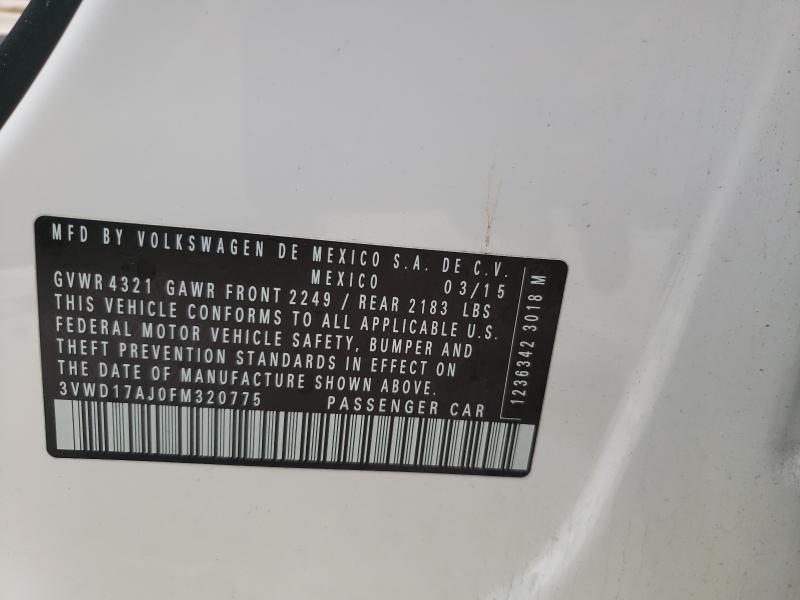 MFD BY VOLKSWAGEN DE MEXICO S.A. DE C.V.
MEXICO 03/15
GVWR 4321 GAWR FRONT 2249 / REAR 2183 LBS
THIS VEHICLE CONFORMS TO ALL APPLICABLE U.S.
FEDERAL MOTOR VEHICLE SAFETY, BUMPER AND
THEFT PREVENTION STANDARDS IN EFFECT ON
THE DATE OF MANUFACTURE SHOWN ABOVE.
3VWD17AJ0FM320775 PASSENGER CAR
1236342 3018 M